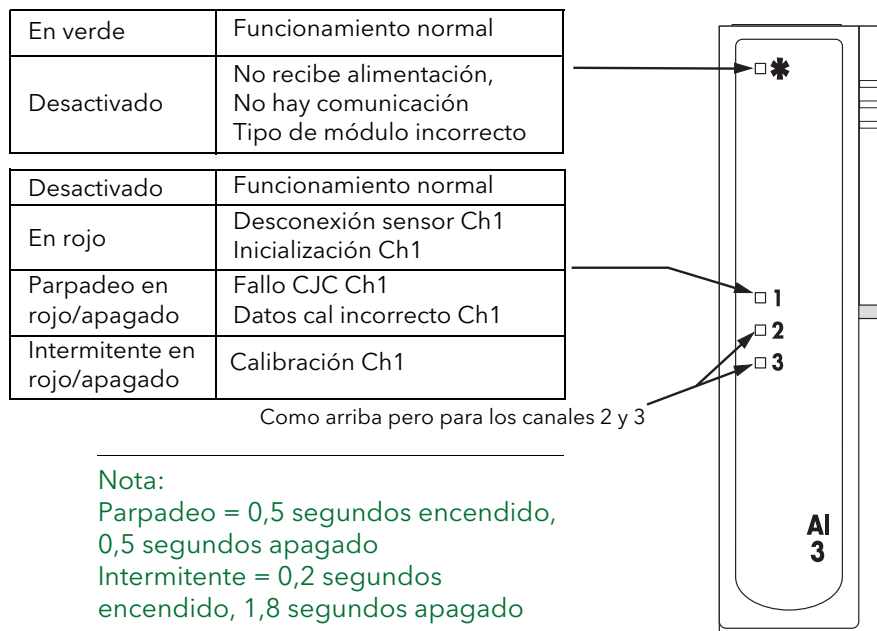 En verde
Funcionamiento normal
Desactivado
No recibe alimentación,
No hay comunicación
Tipo de módulo incorrecto
Desactivado
Funcionamiento normal
En rojo
Desconexión sensor Ch1
Inicialización Ch1
Parpadeo en
rojo/apagado
Fallo CJC Ch1
Datos cal incorrecto Ch1
Intermitente en
rojo/apagado
Calibración Ch1
Como arriba pero para los canales 2 y 3
✱
1
2
3
AI
3
Nota:
Parpadeo = 0,5 segundos encendido,
0,5 segundos apagado
Intermitente = 0,2 segundos
encendido, 1,8 segundos apagado